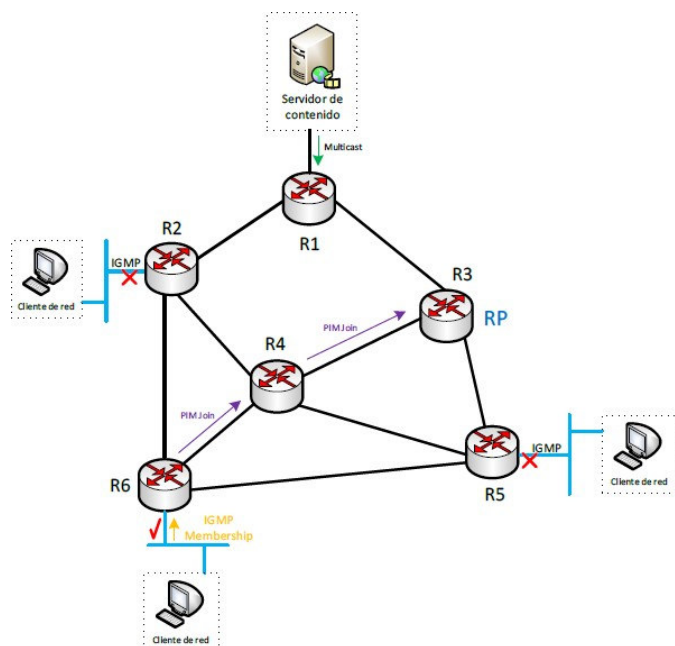 Servidor de
contenido
Multicast
R2
R1
IGMP
Cliente de red
R3
RP
PIM Join
R4
PIM Join
IGMP
R5
Cliente de red
R6
IGMP
Membership
Cliente de red